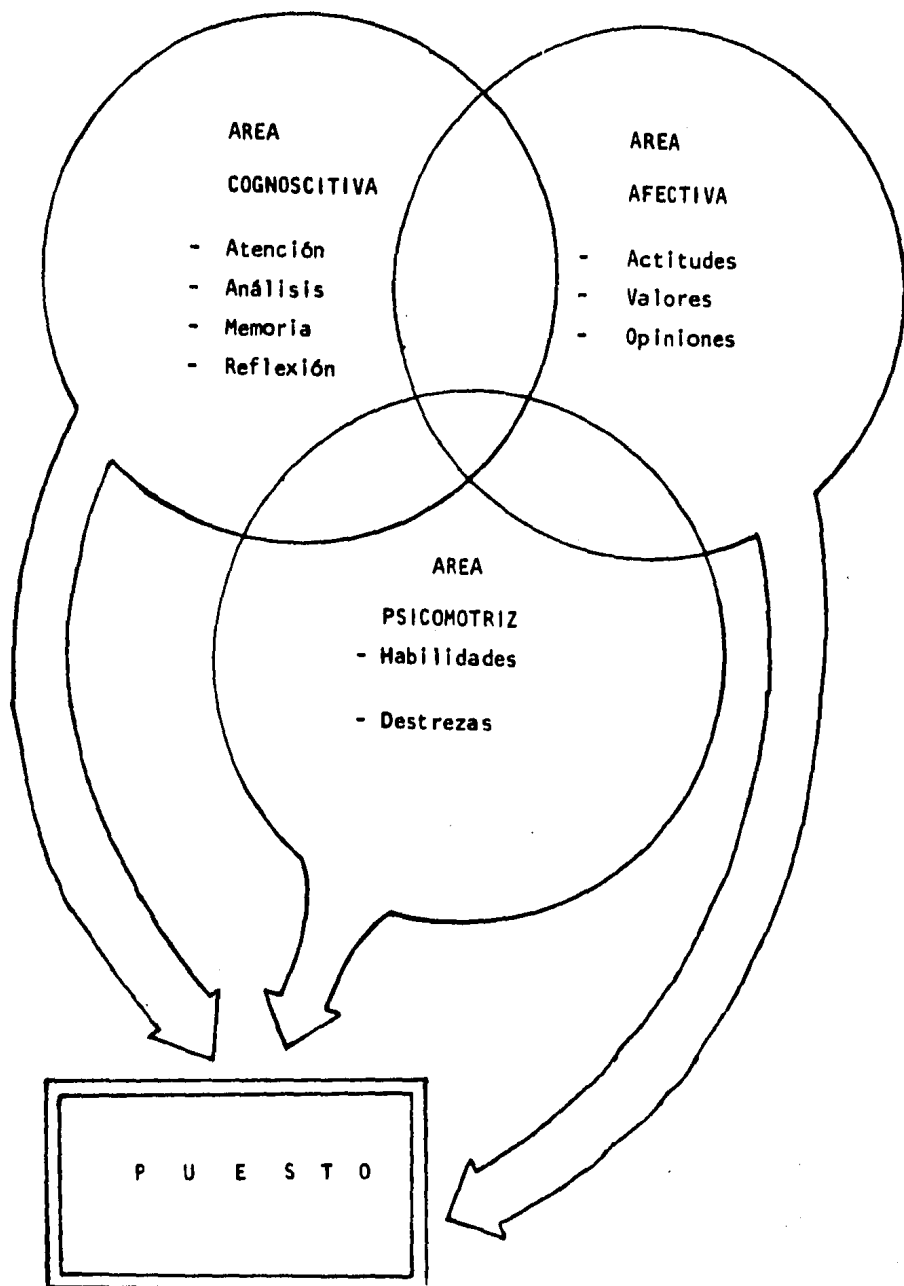 AREA
COGNOSCITIVA
- Atención
- Análisis
- Memoria
- Reflexión
AREA
AFECTIVA
- Actitudes
- Valores
- Opiniones
AREA
PSICOMOTRIZ
- Habilidades
- Destrezas
P U E S T O